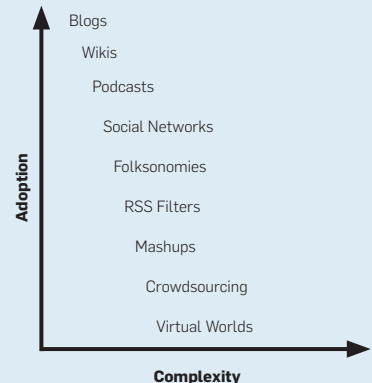 Blogs
Wikis
Podcasts
Social Networks
Folksonomies
RSS Filters
Mashups
Crowdsourcing
Virtual Worlds
Adoption
Complexity